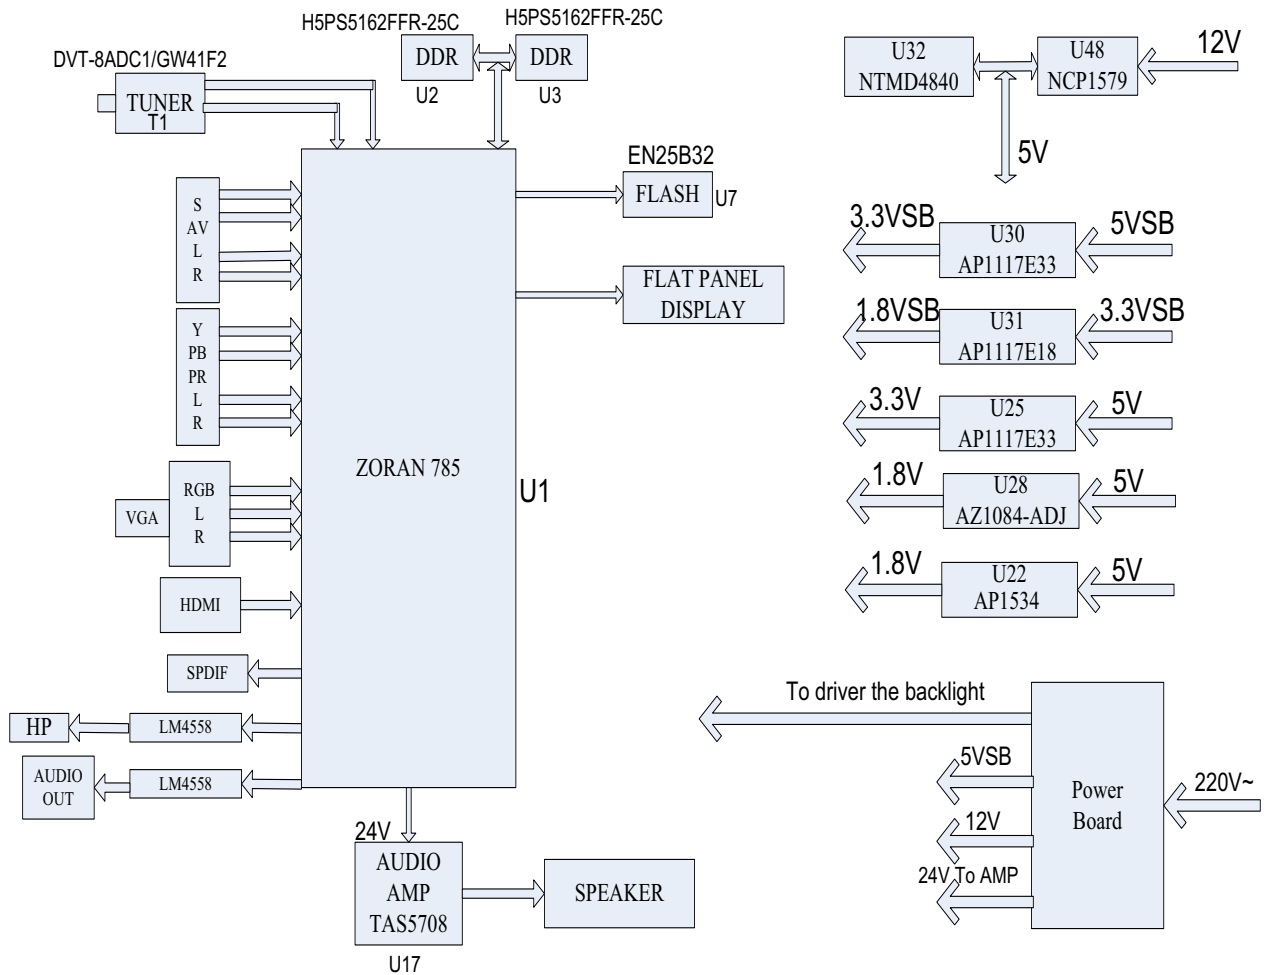 H5PS5162FFR-25C
H5PS5162FFR-25C
DVT-8ADC1/GW41F2
TUNER
T1
DDR
DDR
U2
U3
EN25B32
FLASH
U7
FLAT PANEL
DISPLAY
S
AV
L
R
Y
PB
PR
L
R
ZORAN 785
U1
VGA
RGB
L
R
HDMI
SPDIF
HP
LM4558
AUDIO
OUT
LM4558
24V
AUDIO
AMP
TAS5708
U17
SPEAKER
U32
NTMD4840
U48
NCP1579
12V
5V
3.3VSB
U30
AP1117E33
5VSB
1.8VSB
U31
AP1117E18
3.3VSB
3.3V
U25
AP1117E33
5V
1.8V
U28
AZ1084-ADJ
5V
1.8V
U22
AP1534
5V
To driver the backlight
5VSB
12V
24V To AMP
Power
Board
220V~